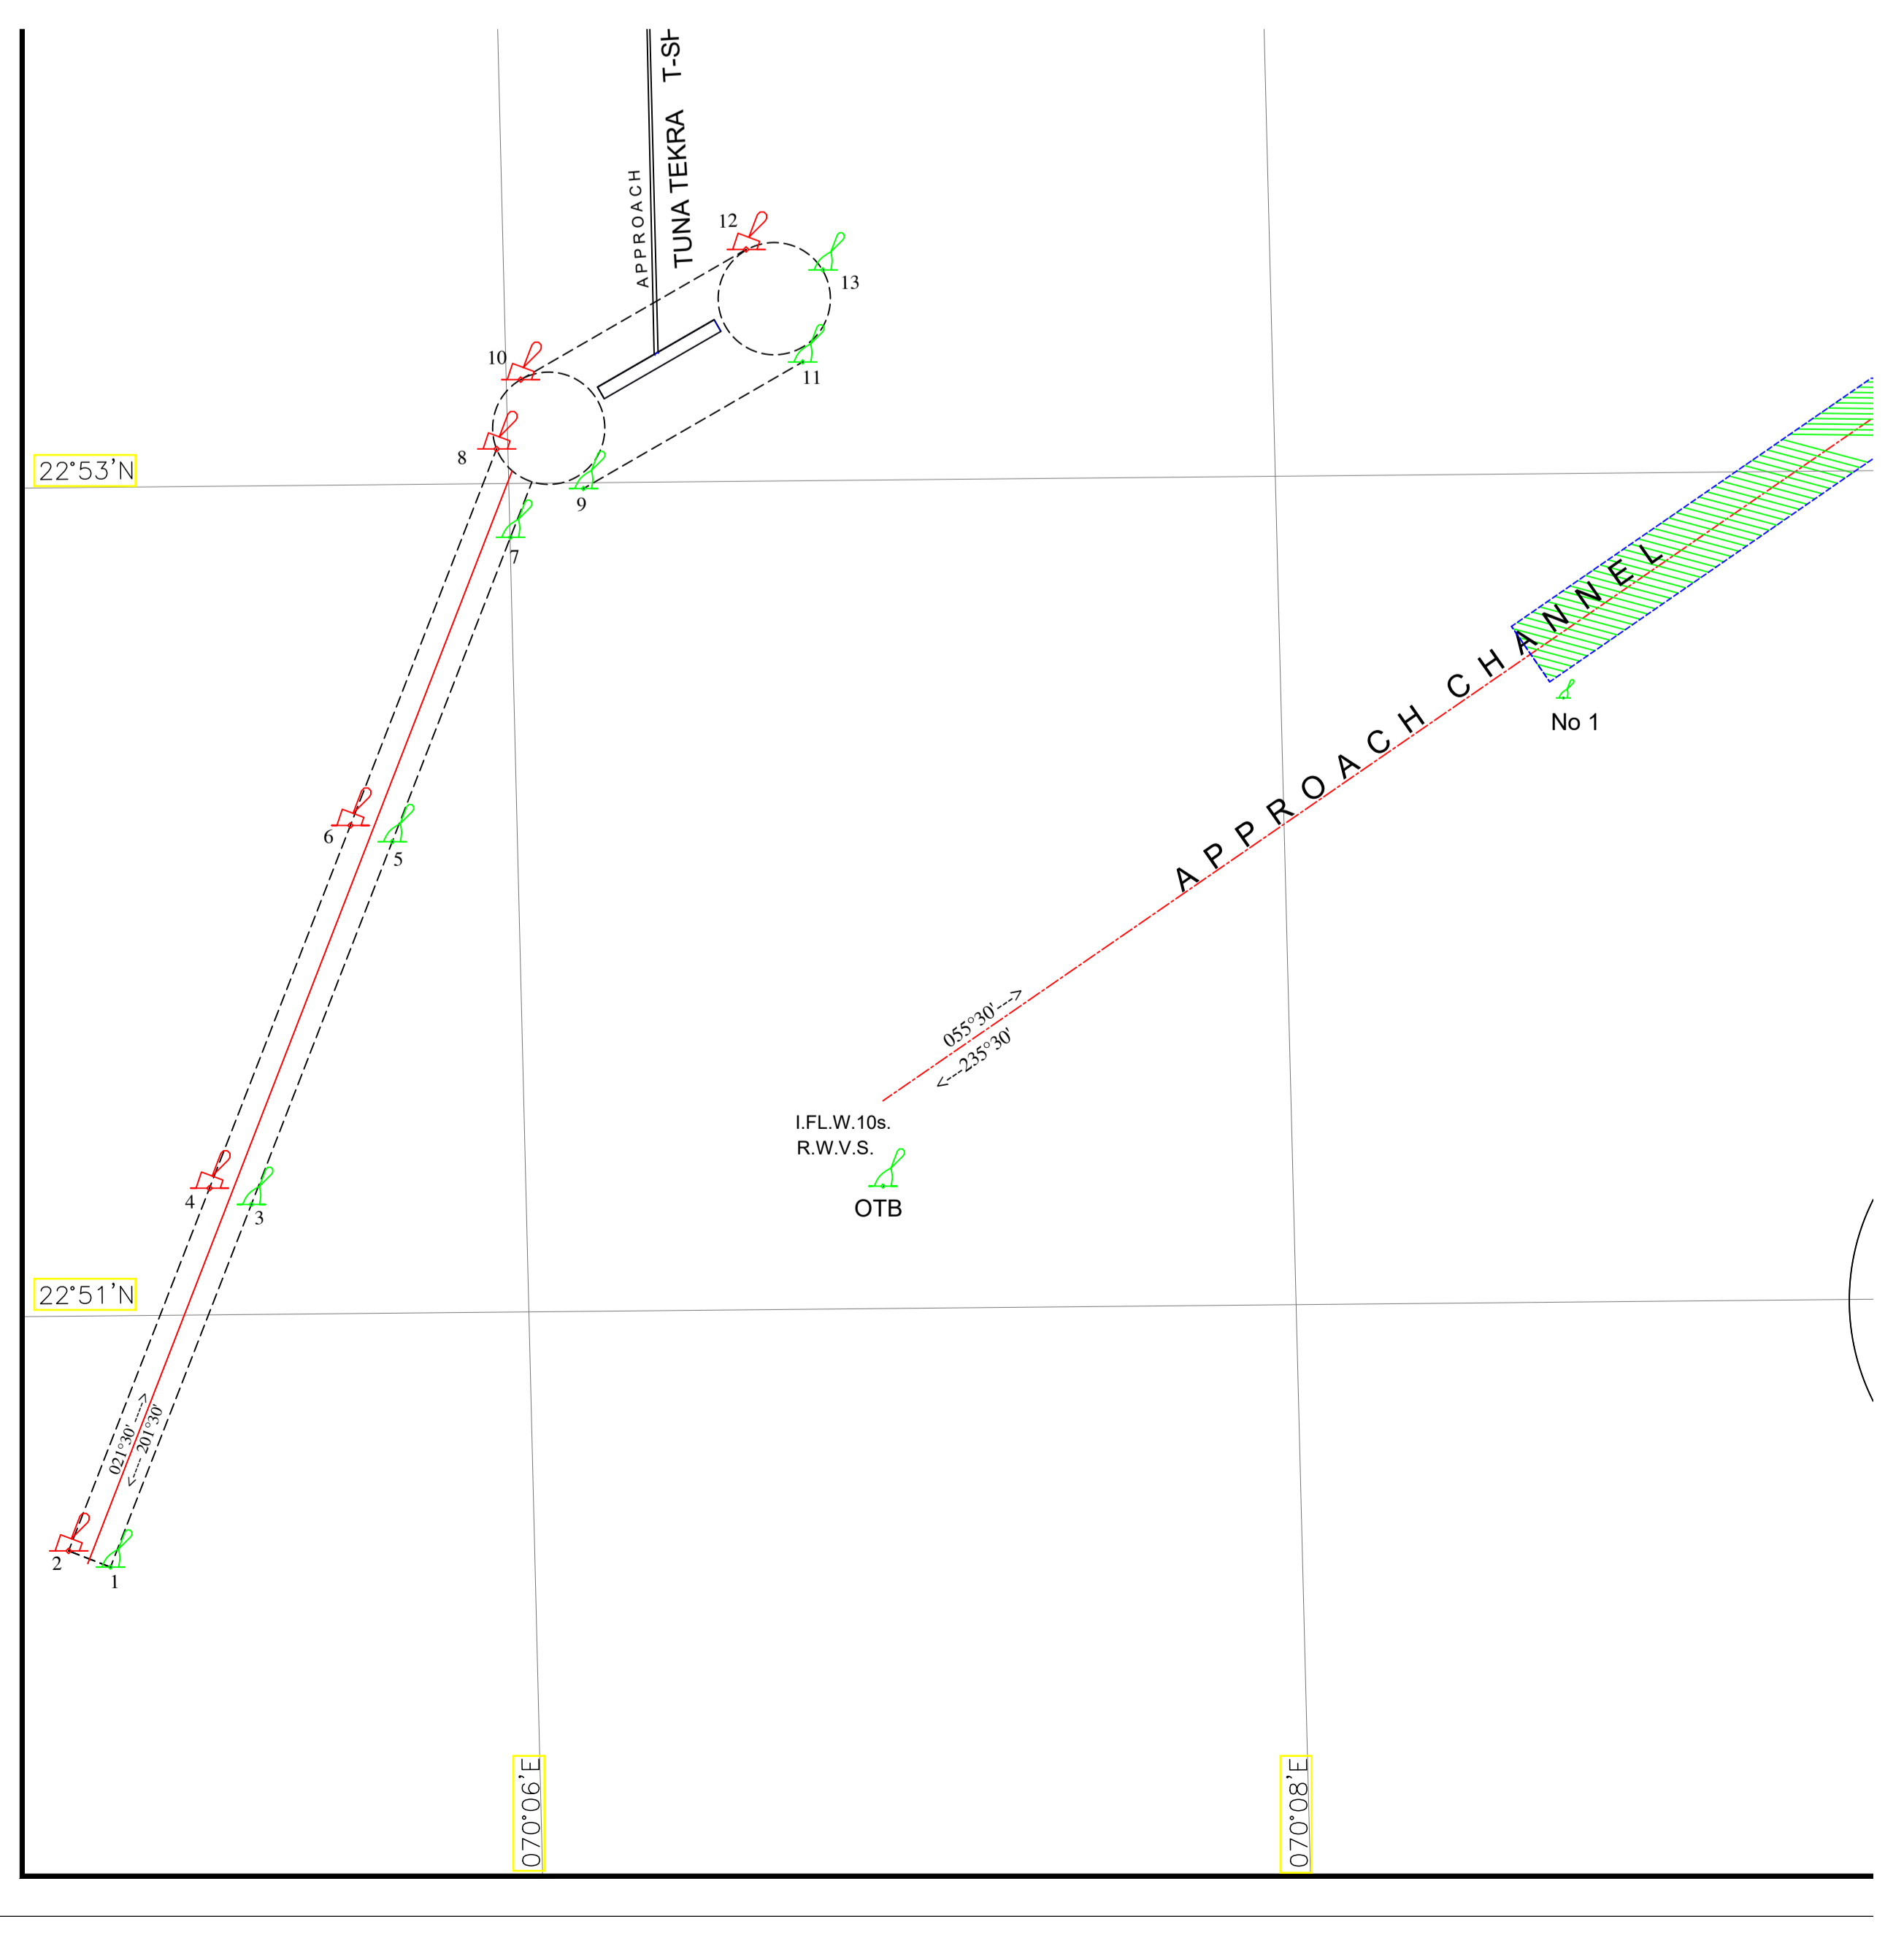 APPROACH
TUNA TEKRA T-SH
12
13
10
11
8
22°53'N
9
7
APPROACH CHANNEL
No 1
6
5
055°30'
235°30'
I.FL.W.10s.
R.W.V.S.
OTB
4
3
22°51'N
021°30'
201°30'
2
1
070°06'E
070°08'E